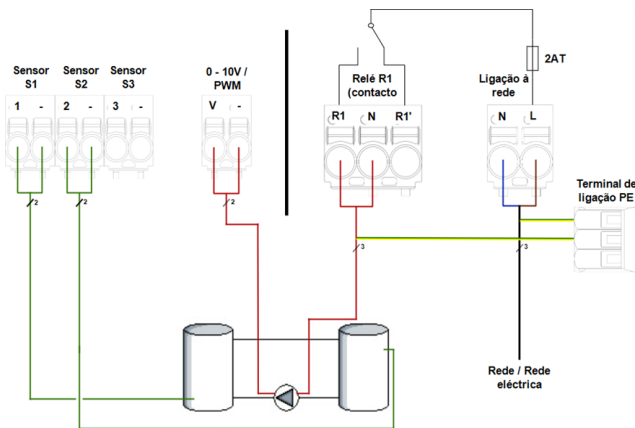 Sensor S1
Sensor S2
Sensor S3
0 - 10V / PWM
Relé R1 (contacto
Ligação à rede
2AT
1 -
2 -
3 -
V -
R1 N R1'
N L
Terminal de ligação PE
2
2
2
3
3
Rede / Rede eléctrica